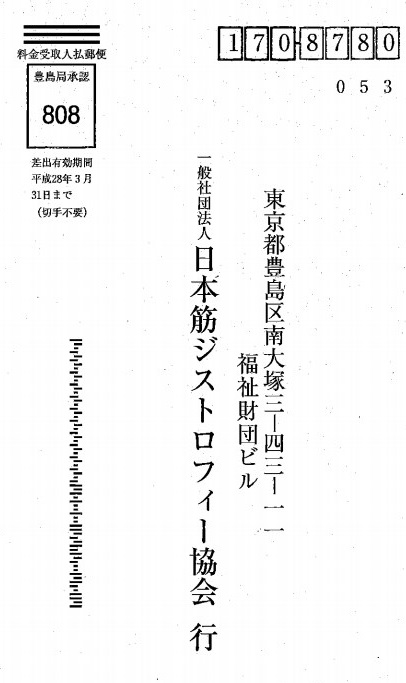 料金受取人払郵便
豊島局承認
808
差出有効期間
平成28年3月
31日まで
（切手不要）
170-8780
053
東京都豊島区南大塚三ー四三ー一一
福祉財団ビル
一般社団法人 日本筋ジストロフィー協会 行